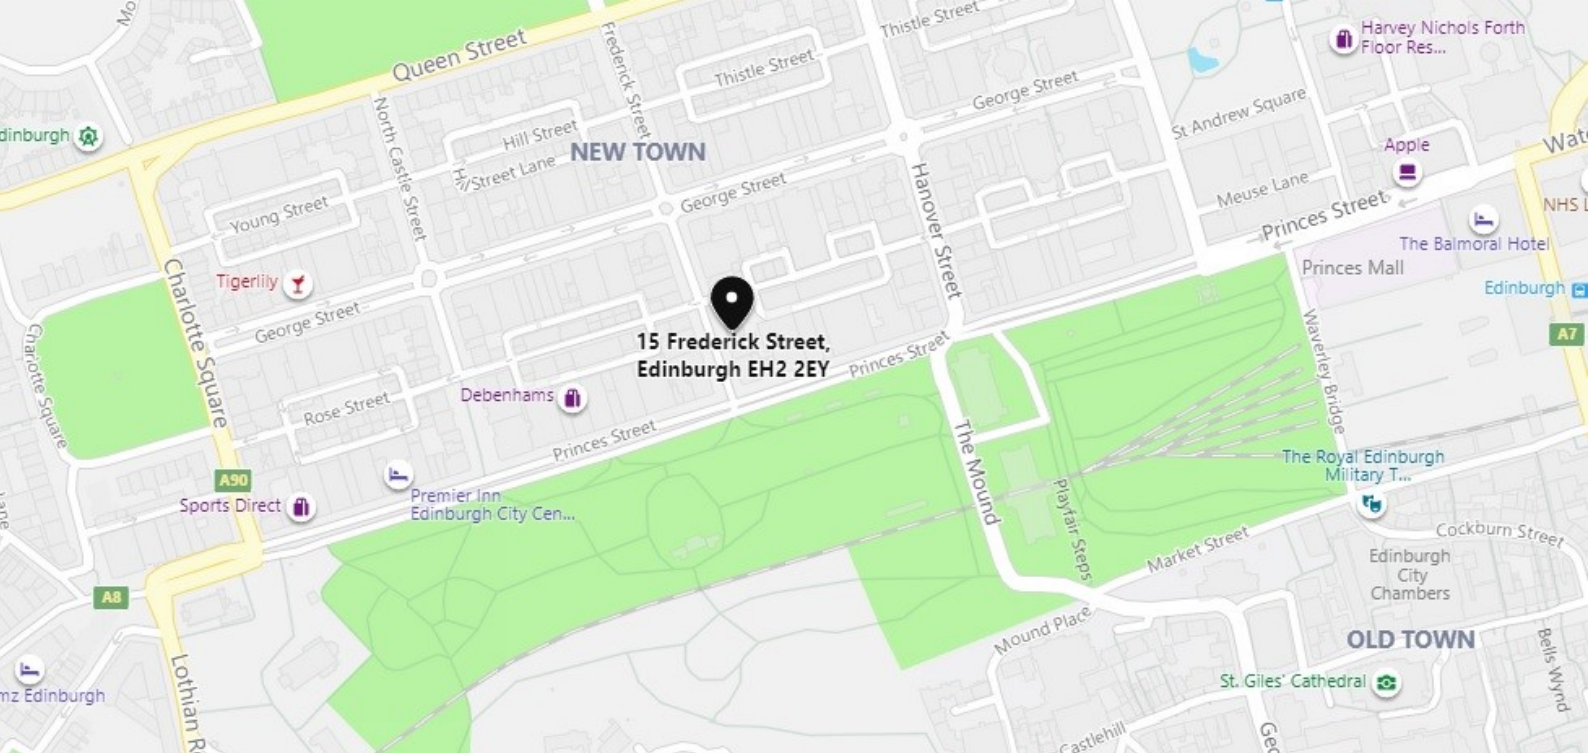 Mo
Queen Street
Frederick Street
Thistle Street
Thistle Street
Harvey Nichols Forth
Floor Res...
George Street
St Andrew Square
dinburgh
North Castle Street
Hill Street
Hill Street Lane
NEW TOWN
Apple
Wate
George Street
Hanover Street
Meuse Lane
Princes Street
NHS L
The Balmoral Hotel
Young Street
Princes Mall
Tigerlily
Charlotte Square
Edinburgh
George Street
Charlotte Square
15 Frederick Street,
Edinburgh EH2 2EY
Princes Street
Waverley Bridge
A7
Debenhams
Rose Street
Princes Street
The Mound
The Royal Edinburgh
Military T...
A90
Sports Direct
Premier Inn
Edinburgh City Cen...
Playfair Steps
Lane
Market Street
Cockburn Street
Edinburgh
City
Chambers
A8
Mound Place
OLD TOWN
Bells Wynd
St. Giles' Cathedral
mz Edinburgh
Lothian R
Castlehill
Geo